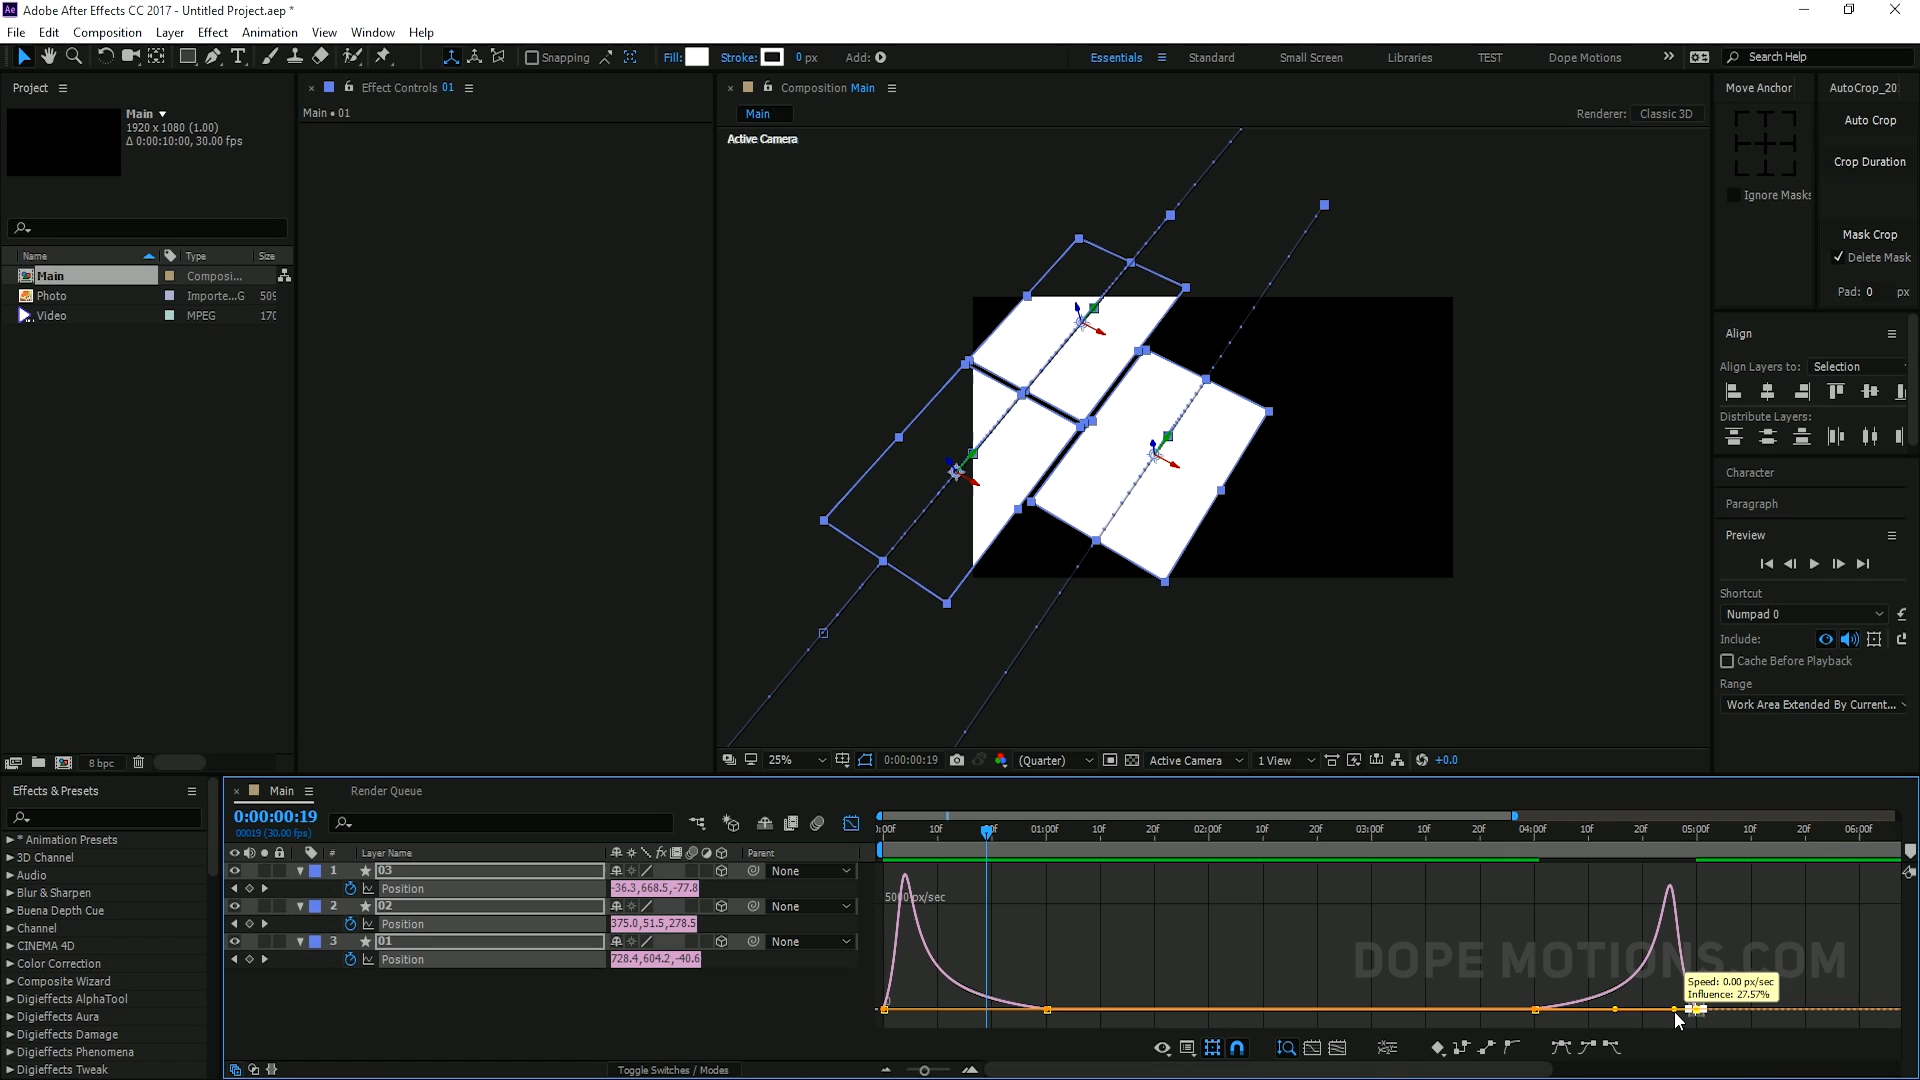 Adobe After Effects CC 2017 - Untitled Project.aep *
File Edit Composition Layer Effect Animation View Window Help
Snapping Fill: Stroke: 0 px Add: Essentials Standard Small Screen Libraries TEST Dope Motions Search Help
Project
Effect Controls 01
Composition Main
Move Anchor
AutoCrop_20
Main • 01
Main
Renderer: Classic 3D
Main
1920 x 1080 (1.00)
Δ 0:00:10:00, 30.00 fps
Active Camera
Auto Crop
Crop Duration
Ignore Masks
Mask Crop
Delete Mask
Pad: 0 px
Name Type Size
Main Composi...
Photo Importe...G 509
Video MPEG 170
Align
Align Layers to: Selection
Distribute Layers:
Character
Paragraph
Preview
Shortcut
Numpad 0
Include:
Cache Before Playback
Range
Work Area Extended By Current...
8 bpc
25% 0:00:00:19 (Quarter) Active Camera 1 View +0.0
Effects & Presets
* Animation Presets
3D Channel
Audio
Blur & Sharpen
Buena Depth Cue
Channel
CINEMA 4D
Color Correction
Composite Wizard
Digieffects AlphaTool
Digieffects Aura
Digieffects Damage
Digieffects Phenomena
Digieffects Tweak
Main
Render Queue
0:00:00:19
00019 (30.00 fps)
# Layer Name fx Parent
1 03 None
Position -36.3,668.5,-77.8
2 02 None
Position 375.0,51.5,278.5
3 01 None
Position 728.4,604.2,-40.6
Toggle Switches / Modes
:00f 10f 01:00f 10f 20f 02:00f 10f 20f 03:00f 10f 20f 04:00f 10f 20f 05:00f 10f 20f 06:00f
5000 px/sec
0
DOPE MOTIONS.COM
Speed: 0.00 px/sec
Influence: 27.57%